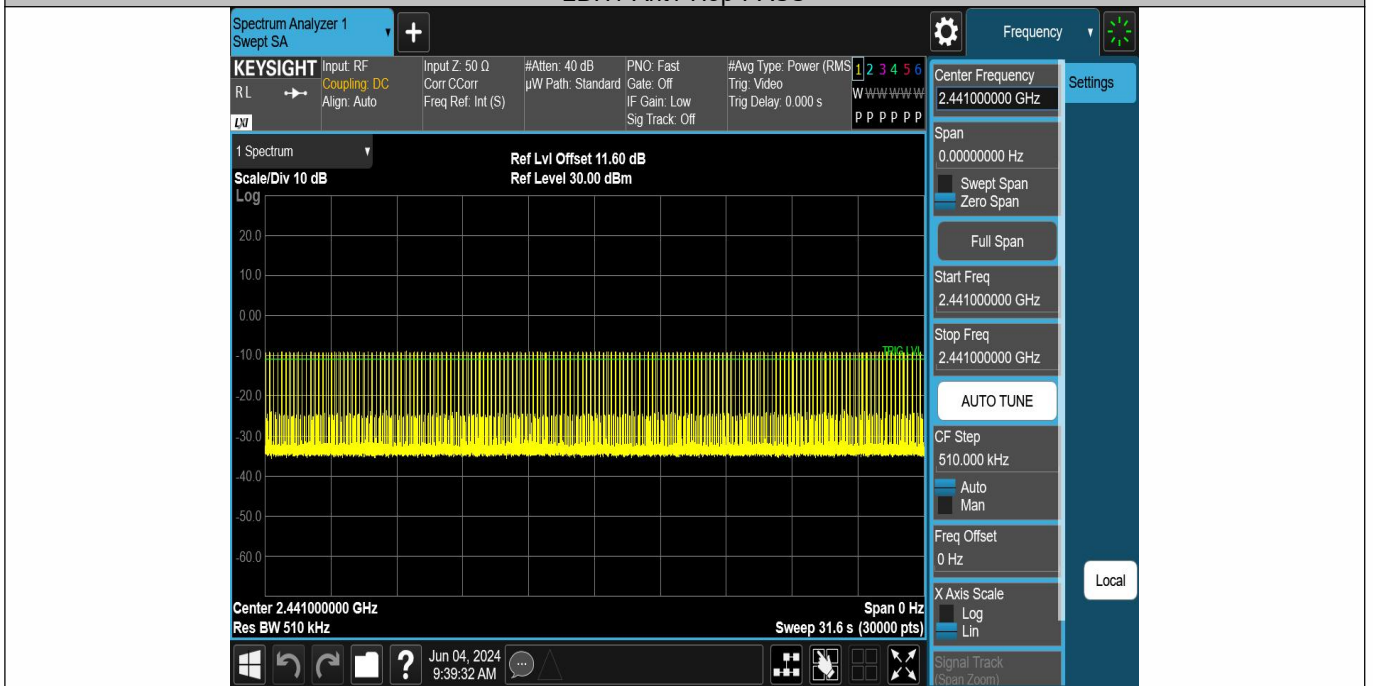 Spectrum Analyzer 1
Swept SA
Frequency
KEYSIGHT
RL
LXI
Input: RF
Coupling: DC
Align: Auto
Input Z: 50 Ω
Corr CCorr
Freq Ref: Int (S)
#Atten: 40 dB
µW Path: Standard
PNO: Fast
Gate: Off
IF Gain: Low
Sig Track: Off
#Avg Type: Power (RMS
Trig: Video
Trig Delay: 0.000 s
1 2 3 4 5 6
W W W W W W
P P P P P P
1 Spectrum
Scale/Div 10 dB
Ref Lvl Offset 11.60 dB
Ref Level 30.00 dBm
Log
20.0
10.0
0.00
-10.0
-20.0
-30.0
-40.0
-50.0
-60.0
TRIG LVL
Center 2.441000000 GHz
Res BW 510 kHz
Span 0 Hz
Sweep 31.6 s (30000 pts)
Center Frequency
2.441000000 GHz
Settings
Span
0.00000000 Hz
Swept Span
Zero Span
Full Span
Start Freq
2.441000000 GHz
Stop Freq
2.441000000 GHz
AUTO TUNE
CF Step
510.000 kHz
Auto
Man
Freq Offset
0 Hz
X Axis Scale
Log
Lin
Signal Track
(Span Zoom)
Local
?
Jun 04, 2024
9:39:32 AM